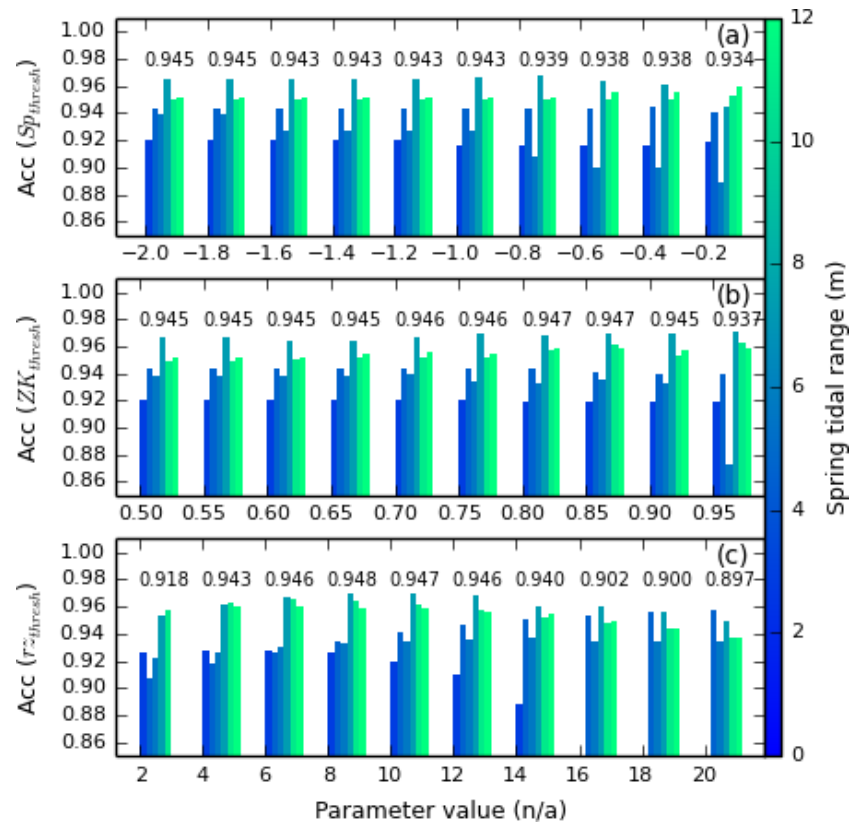 (a)
1.00
0.98
0.96
0.94
0.92
0.90
0.88
0.86
Acc (Sp_thresh)
0.945 0.945 0.943 0.943 0.943 0.943 0.939 0.938 0.938 0.934
−2.0 −1.8 −1.6 −1.4 −1.2 −1.0 −0.8 −0.6 −0.4 −0.2
(b)
1.00
0.98
0.96
0.94
0.92
0.90
0.88
0.86
Acc (ZK_thresh)
0.945 0.945 0.945 0.945 0.946 0.946 0.947 0.947 0.945 0.937
0.50 0.55 0.60 0.65 0.70 0.75 0.80 0.85 0.90 0.95
(c)
1.00
0.98
0.96
0.94
0.92
0.90
0.88
0.86
Acc (rz_thresh)
0.918 0.943 0.946 0.948 0.947 0.946 0.940 0.902 0.900 0.897
2 4 6 8 10 12 14 16 18 20
Parameter value (n/a)
12
10
8
6
4
2
0
Spring tidal range (m)